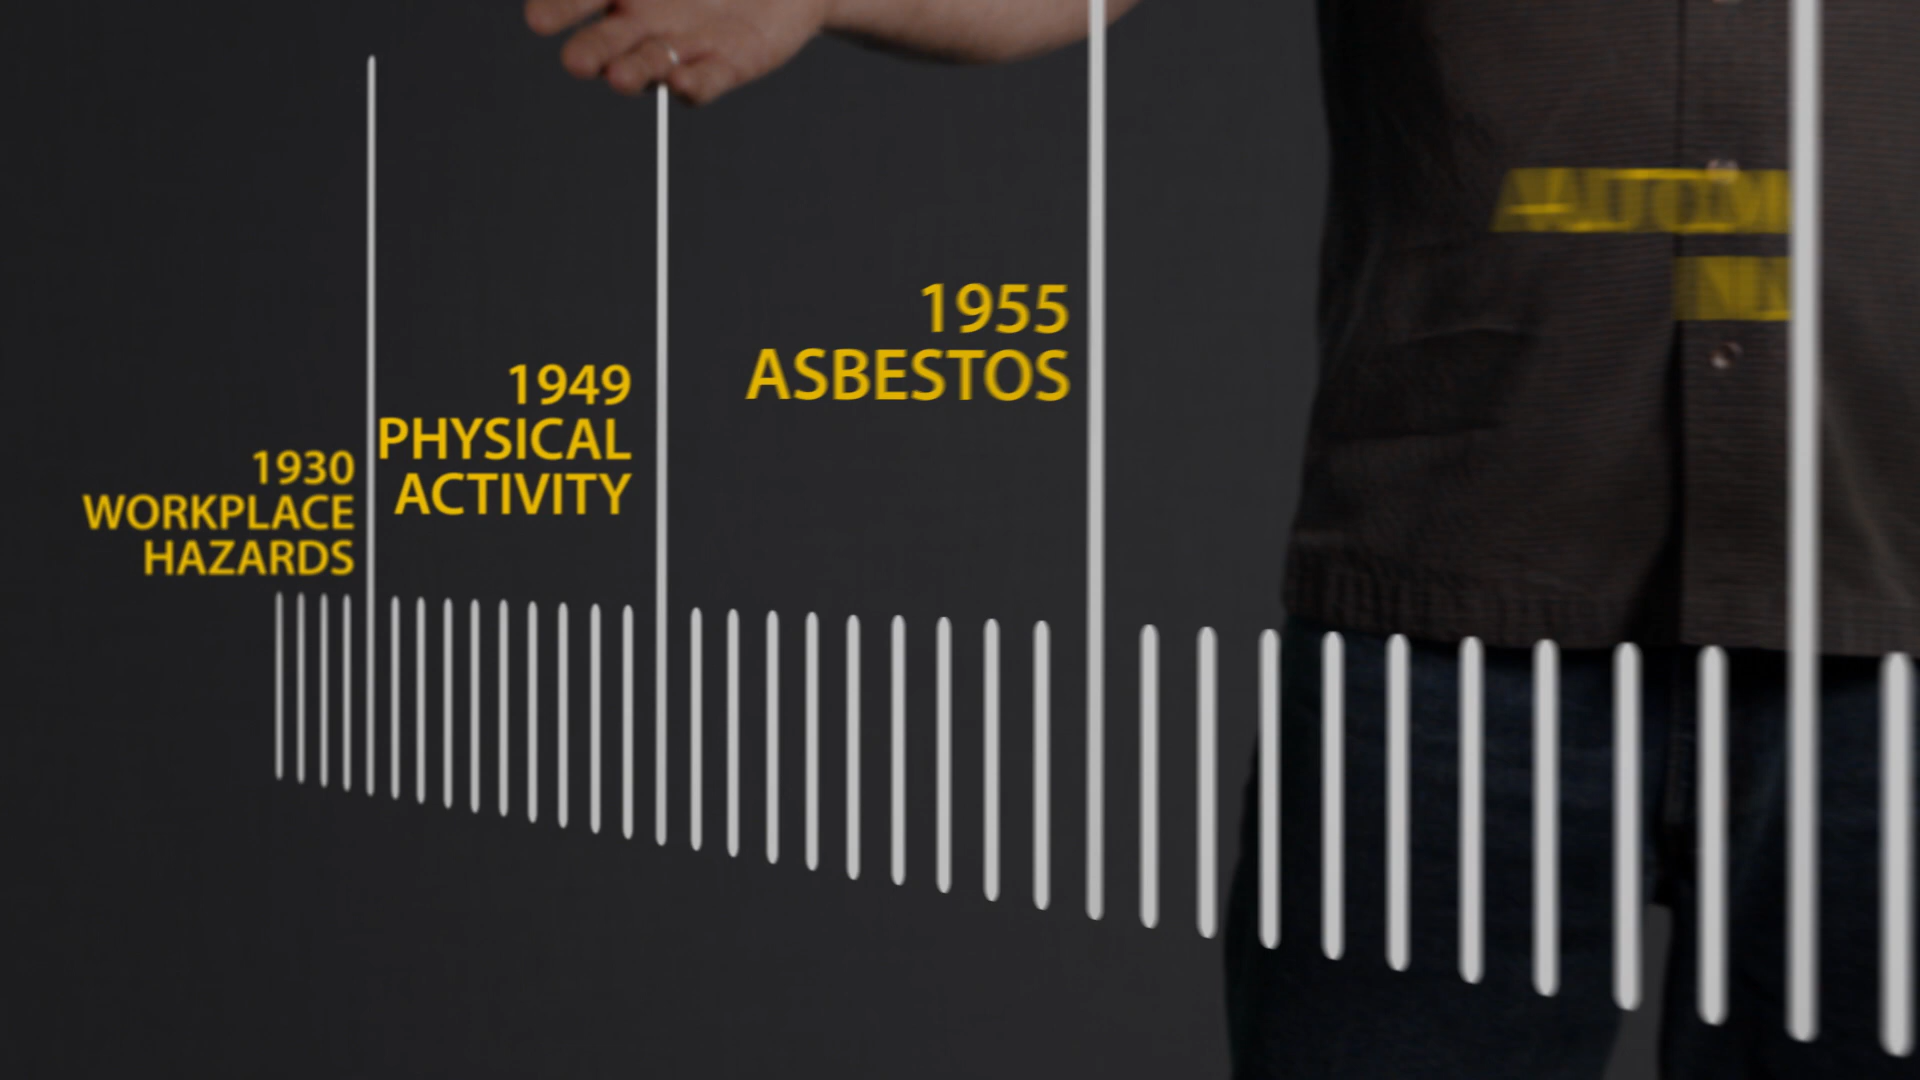 1930
WORKPLACE
HAZARDS
1949
PHYSICAL
ACTIVITY
1955
ASBESTOS